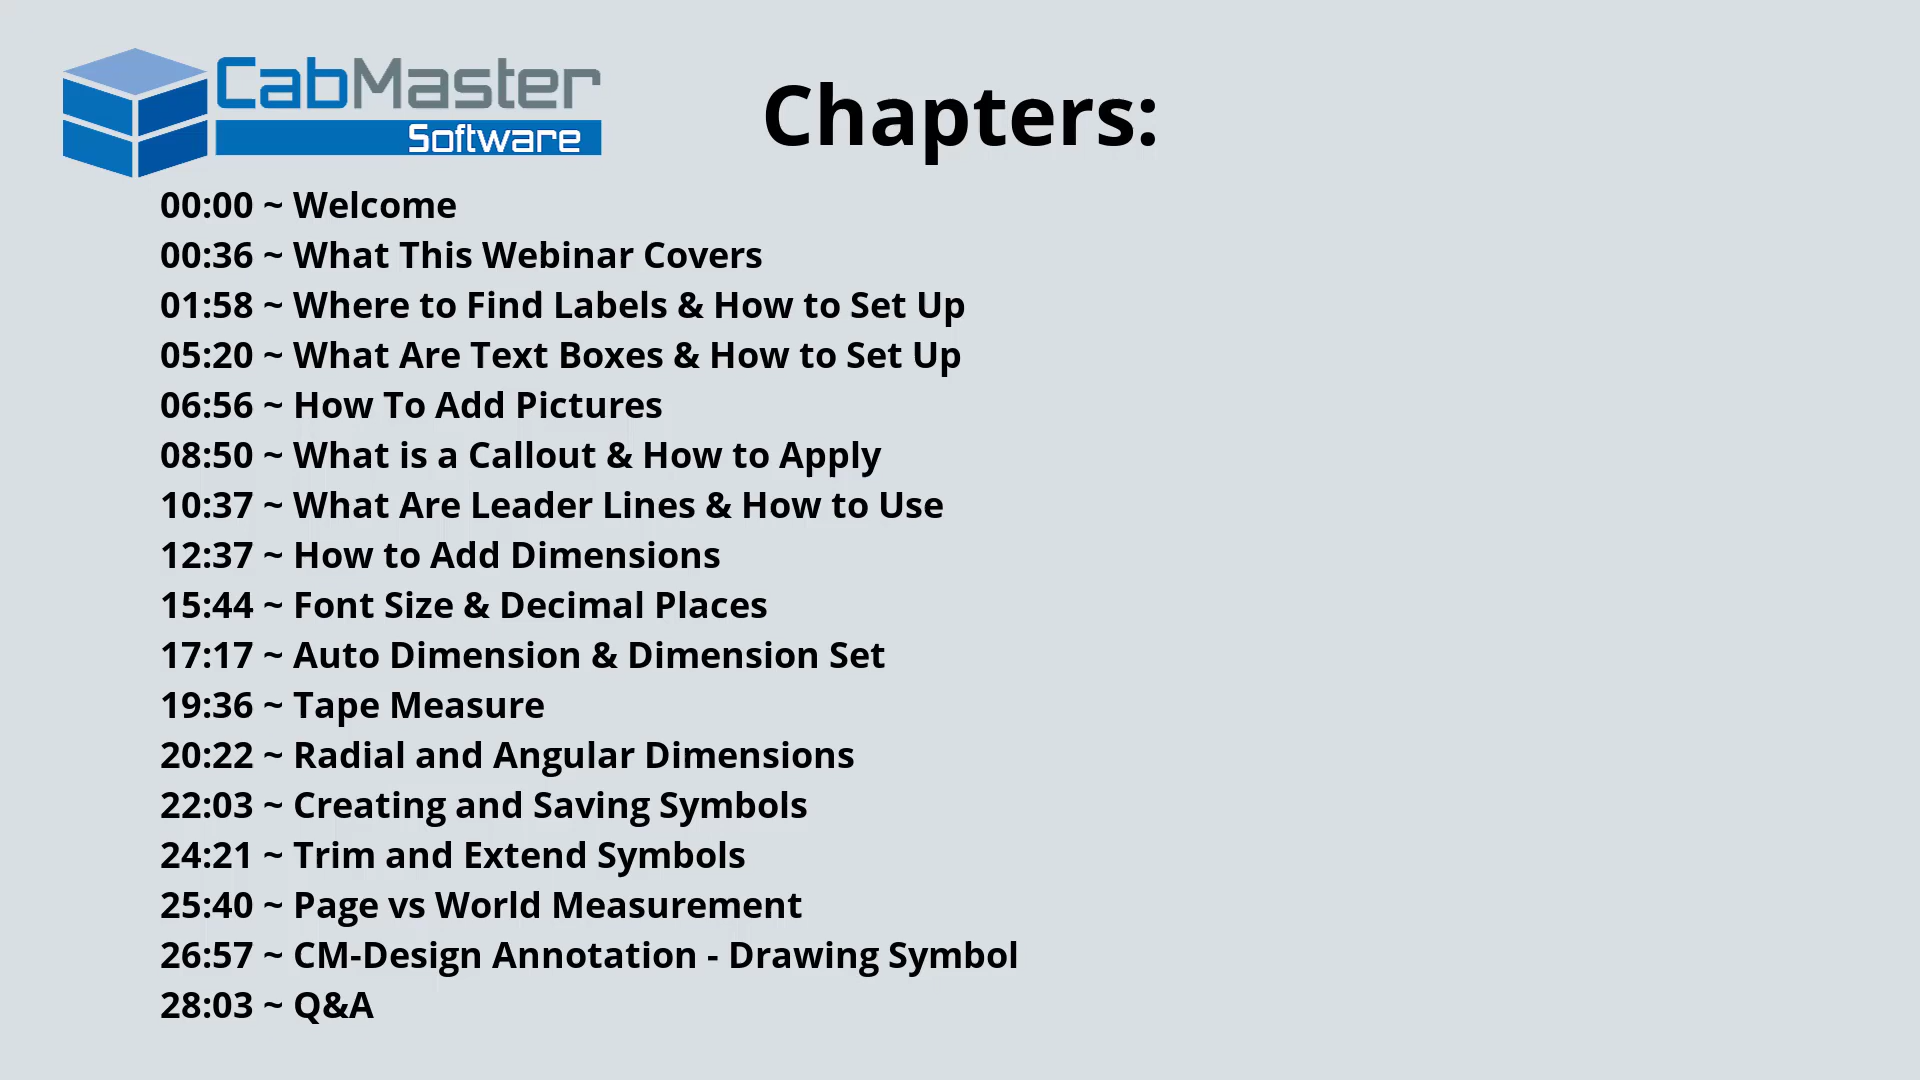 CabMaster
Software
Chapters:
00:00 ~ Welcome
00:36 ~ What This Webinar Covers
01:58 ~ Where to Find Labels & How to Set Up
05:20 ~ What Are Text Boxes & How to Set Up
06:56 ~ How To Add Pictures
08:50 ~ What is a Callout & How to Apply
10:37 ~ What Are Leader Lines & How to Use
12:37 ~ How to Add Dimensions
15:44 ~ Font Size & Decimal Places
17:17 ~ Auto Dimension & Dimension Set
19:36 ~ Tape Measure
20:22 ~ Radial and Angular Dimensions
22:03 ~ Creating and Saving Symbols
24:21 ~ Trim and Extend Symbols
25:40 ~ Page vs World Measurement
26:57 ~ CM-Design Annotation - Drawing Symbol
28:03 ~ Q&A